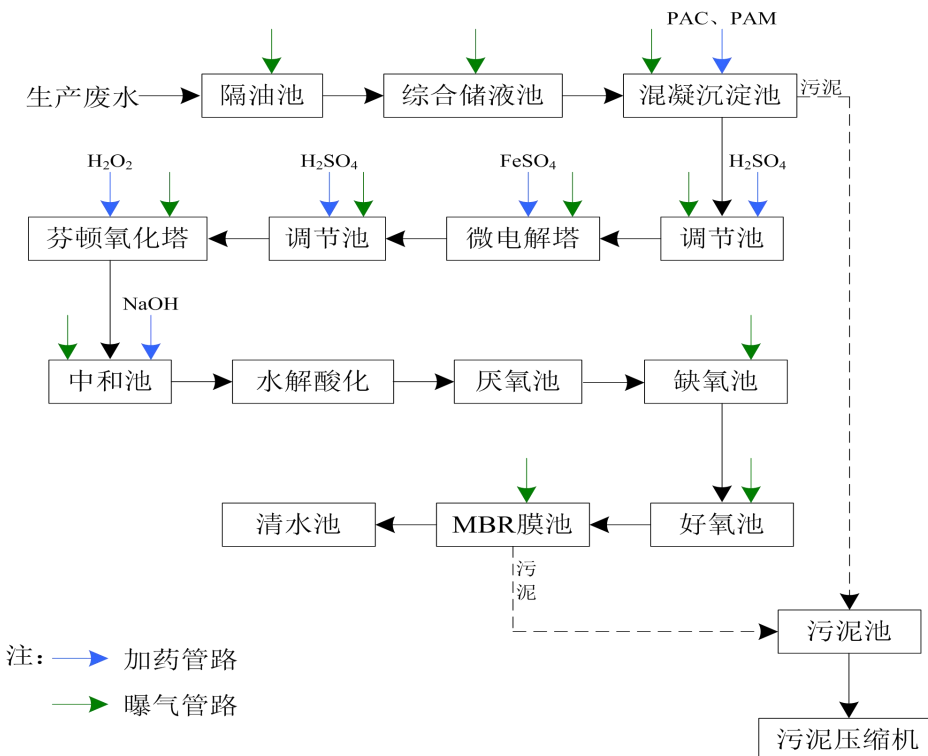 PAC、PAM
生产废水
隔油池
综合储液池
混凝沉淀池
污泥
H₂O₂
H₂SO₄
FeSO₄
H₂SO₄
芬顿氧化塔
调节池
微电解塔
调节池
NaOH
中和池
水解酸化
厌氧池
缺氧池
清水池
MBR膜池
好氧池
污泥
污泥池
注：
加药管路
曝气管路
污泥压缩机